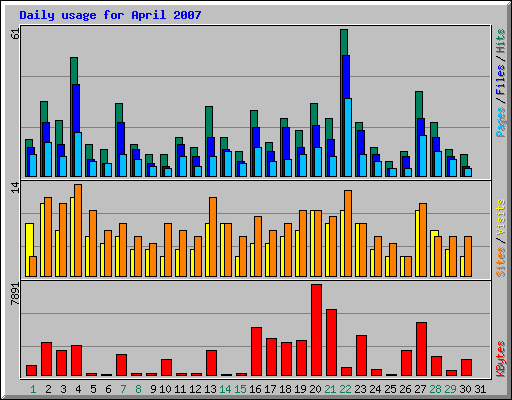 Daily usage for April 2007
61
Pages / Files / Hits
14
Sites / Visits
7891
KBytes
1 2 3 4 5 6 7 8 9 10 11 12 13 14 15 16 17 18 19 20 21 22 23 24 25 26 27 28 29 30 31